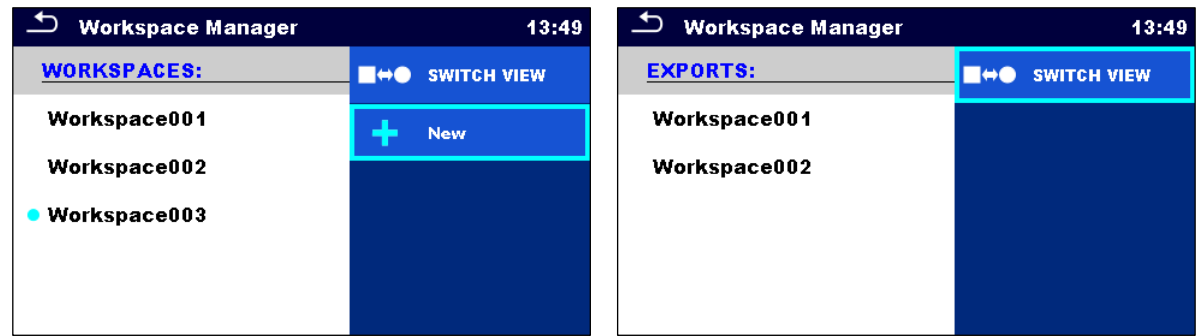 Workspace Manager 13:49
WORKSPACES: SWITCH VIEW
Workspace001 New
Workspace002
Workspace003
Workspace Manager 13:49
EXPORTS: SWITCH VIEW
Workspace001
Workspace002